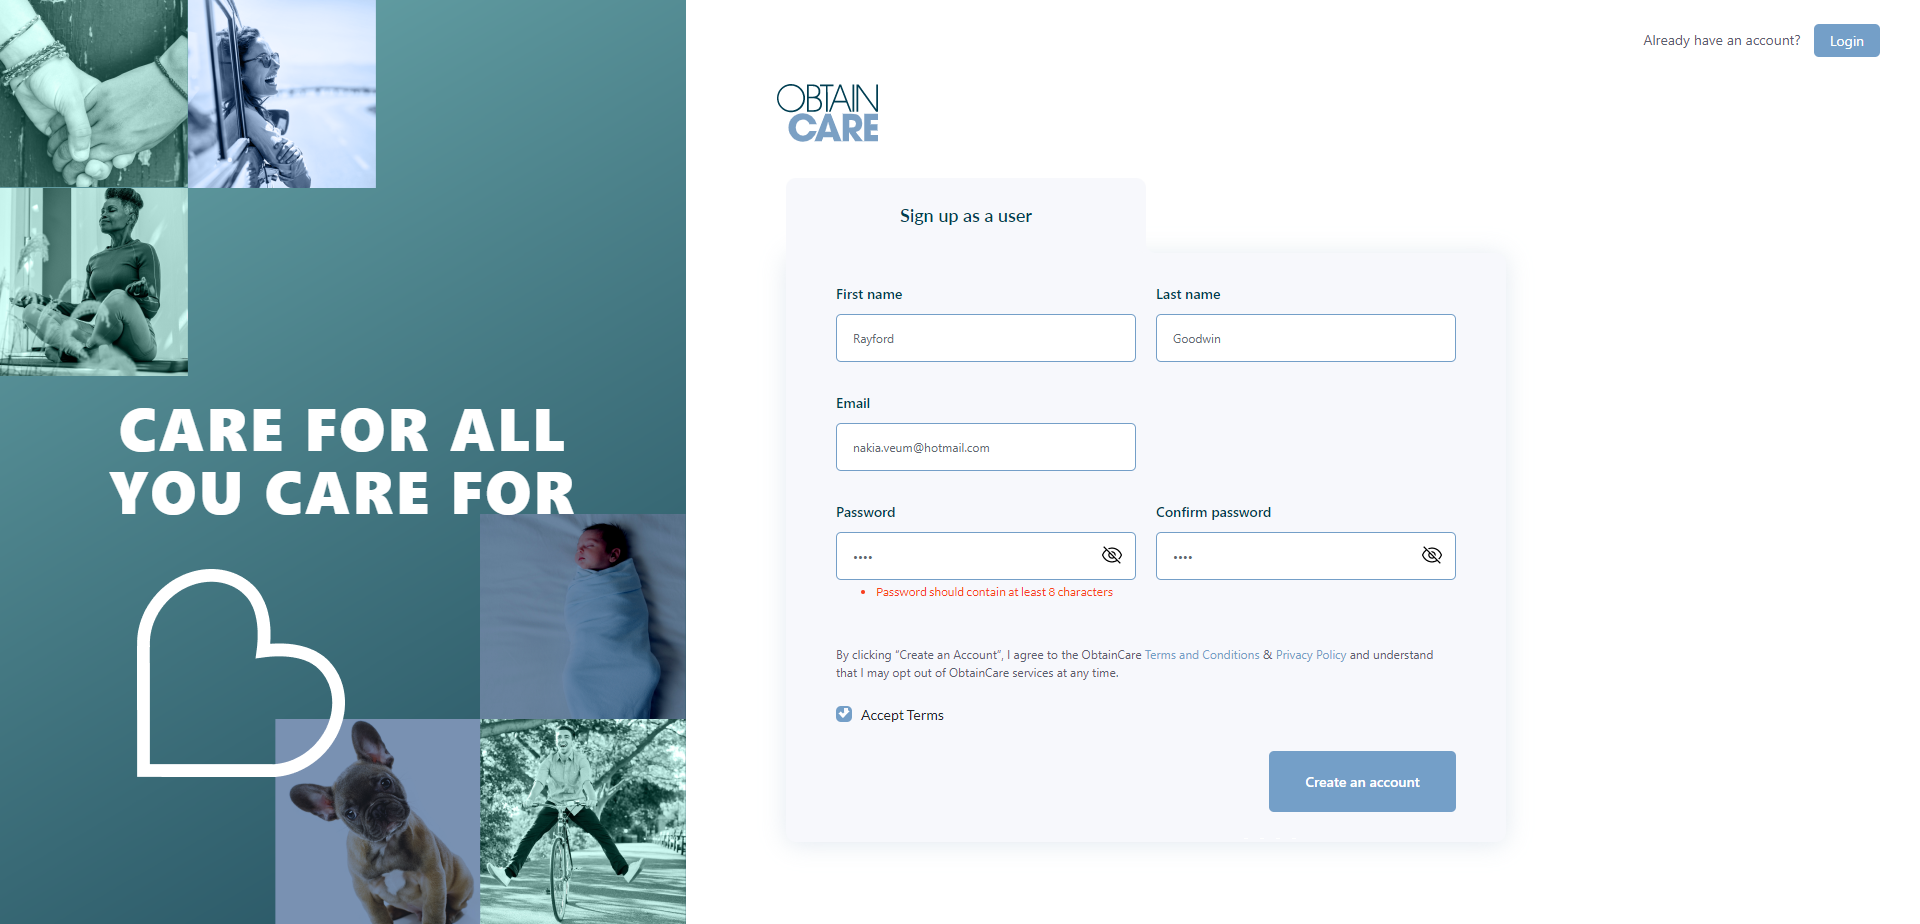 Already have an account?
Login
OBTAIN
CARE
Sign up as a user
First name
Last name
Rayford
Goodwin
Email
nakia.veum@hotmail.com
Password
Confirm password
••••
••••
• Password should contain at least 8 characters
By clicking “Create an Account”, I agree to the ObtainCare Terms and Conditions & Privacy Policy and understand
that I may opt out of ObtainCare services at any time.
Accept Terms
Create an account
CARE FOR ALL
YOU CARE FOR